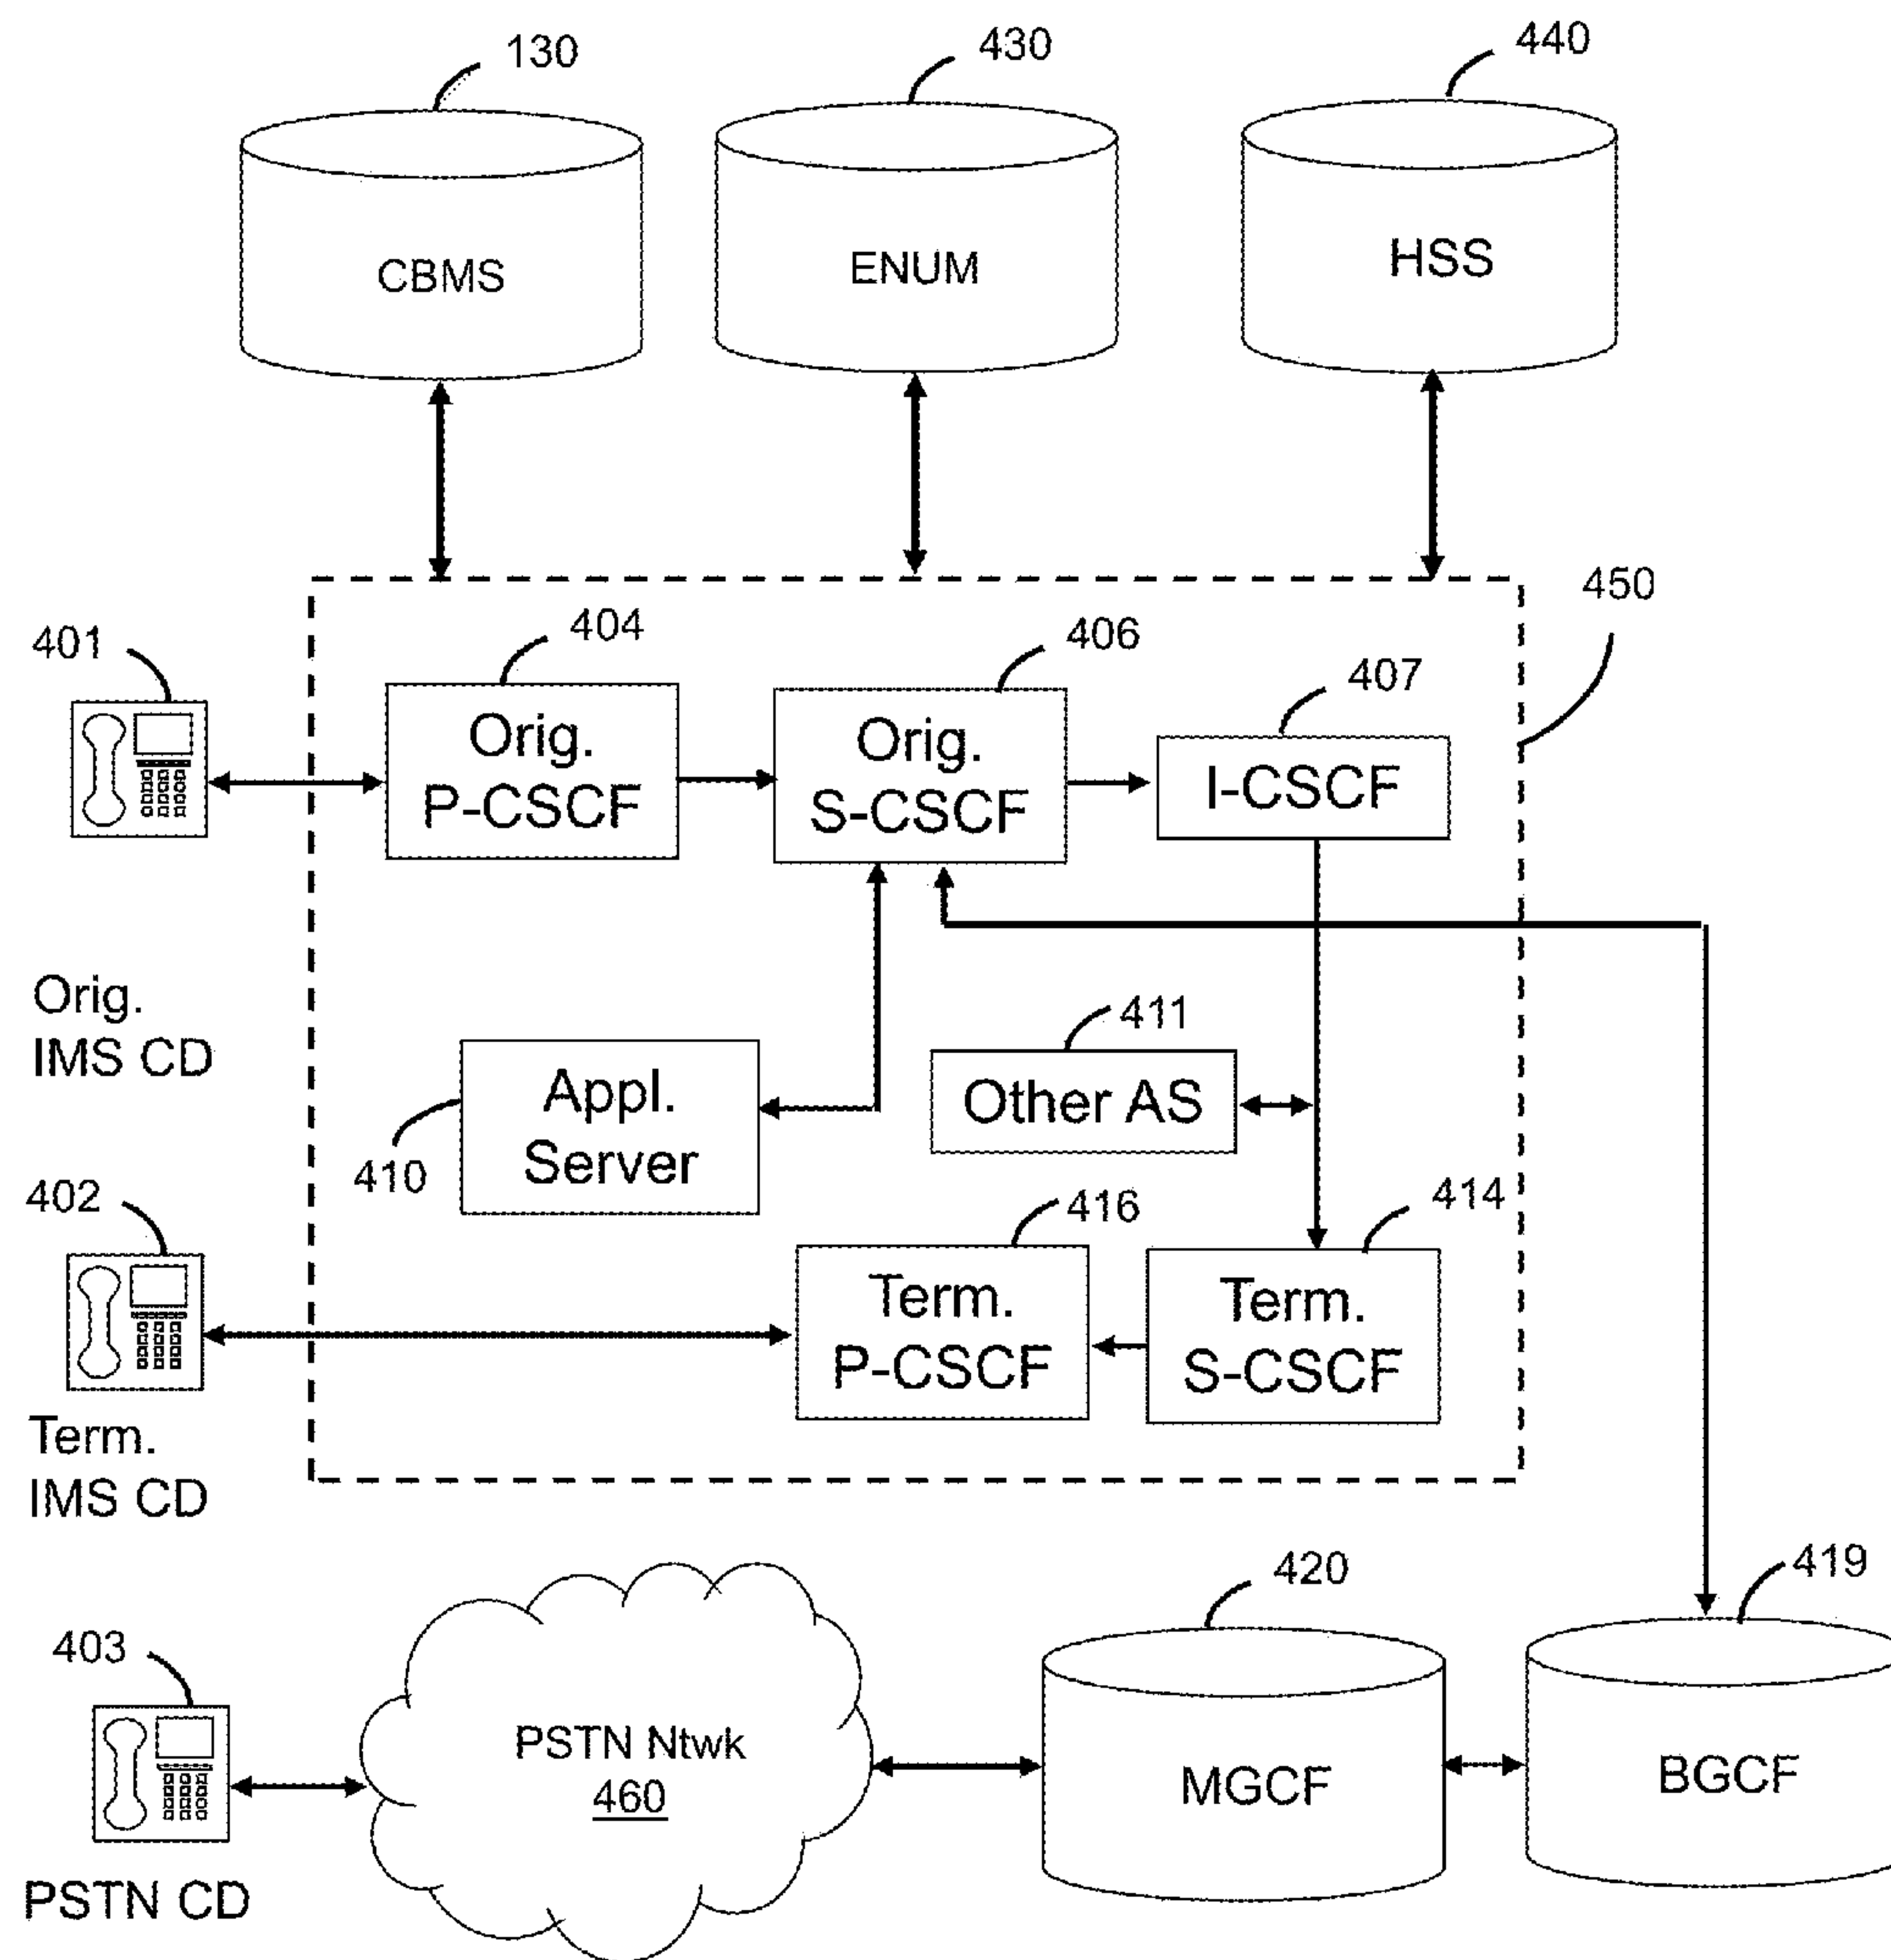 130
430
440
CBMS
ENUM
HSS
450
401
404
406
407
Orig.
P-CSCF
Orig.
S-CSCF
I-CSCF
Orig.
IMS CD
411
Appl.
Server
Other AS
410
402
416
414
Term.
P-CSCF
Term.
S-CSCF
Term.
IMS CD
420
419
403
PSTN Ntwk
460
MGCF
BGCF
PSTN CD